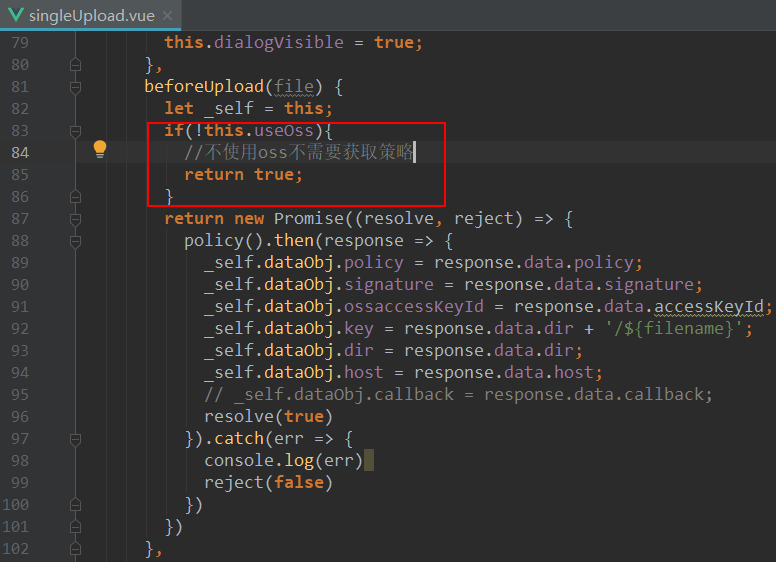 singleUpload.vue ×
79 this.dialogVisible = true;
80 },
81 beforeUpload(file) {
82 let _self = this;
83 if(!this.useOss){
84 //不使用oss不需要获取策略
85 return true;
86 }
87 return new Promise((resolve, reject) => {
88 policy().then(response => {
89 _self.dataObj.policy = response.data.policy;
90 _self.dataObj.signature = response.data.signature;
91 _self.dataObj.ossaccessKeyId = response.data.accessKeyId;
92 _self.dataObj.key = response.data.dir + '/${filename}';
93 _self.dataObj.dir = response.data.dir;
94 _self.dataObj.host = response.data.host;
95 // _self.dataObj.callback = response.data.callback;
96 resolve(true)
97 }).catch(err => {
98 console.log(err)
99 reject(false)
100 })
101 })
102 },